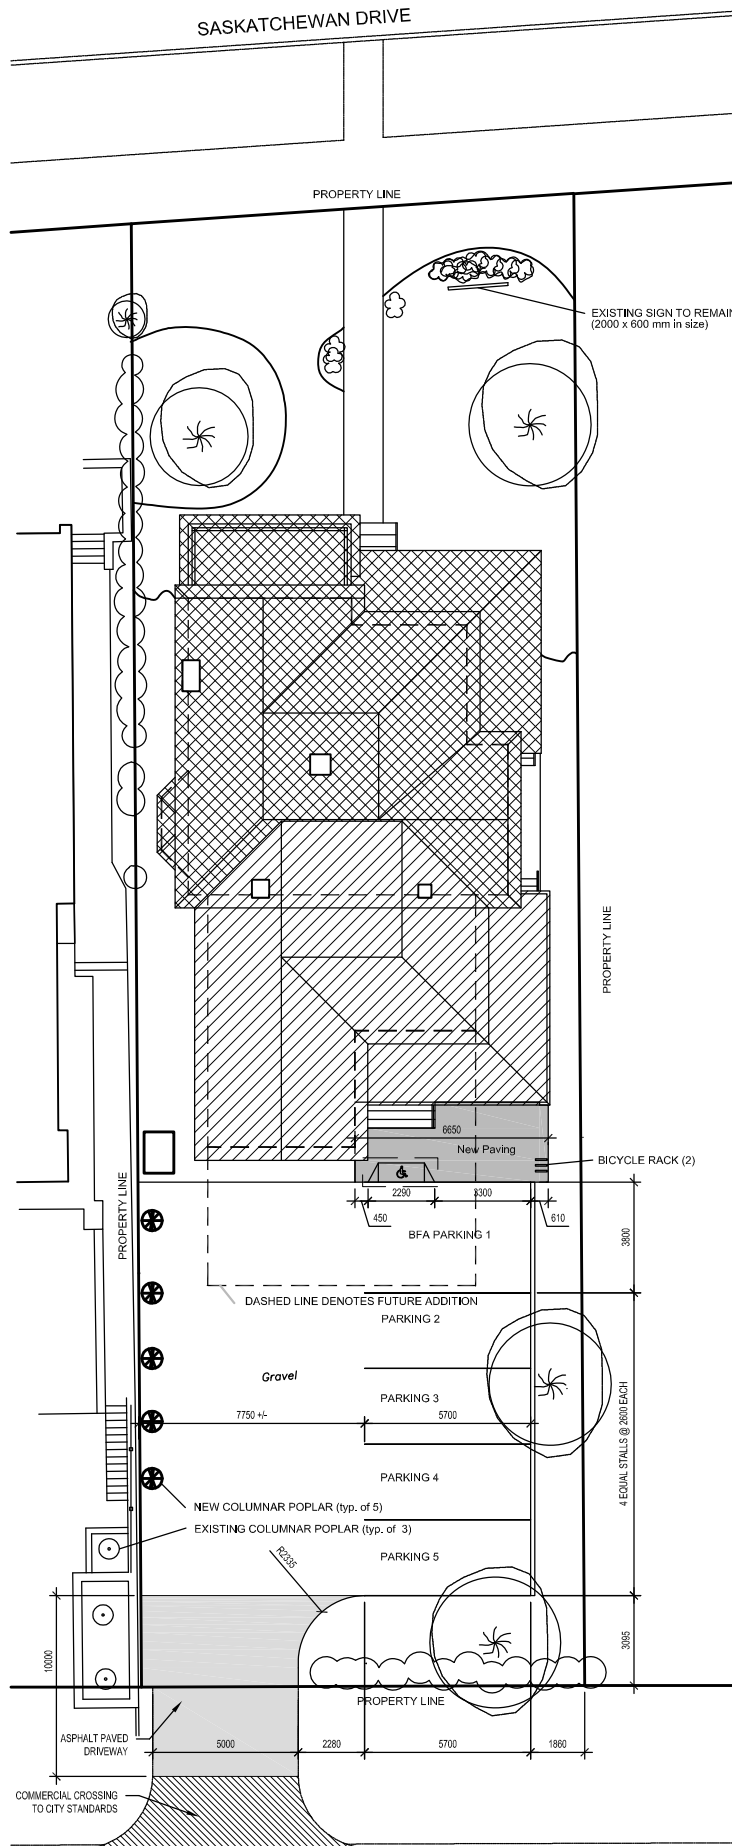 SASKATCHEWAN DRIVE
PROPERTY LINE
EXISTING SIGN TO REMAIN
(2000 x 600 mm in size)
PROPERTY LINE
6650
New Paving
BICYCLE RACK (2)
2290
3300
450
610
BFA PARKING 1
3800
PROPERTY LINE
DASHED LINE DENOTES FUTURE ADDITION
PARKING 2
Gravel
PARKING 3
7750 +/-
5700
4 EQUAL STALLS @ 2600 EACH
PARKING 4
NEW COLUMNAR POPLAR (typ. of 5)
EXISTING COLUMNAR POPLAR (typ. of 3)
PARKING 5
R2335
10000
3095
PROPERTY LINE
ASPHALT PAVED
DRIVEWAY
5000
2280
5700
1860
COMMERCIAL CROSSING
TO CITY STANDARDS